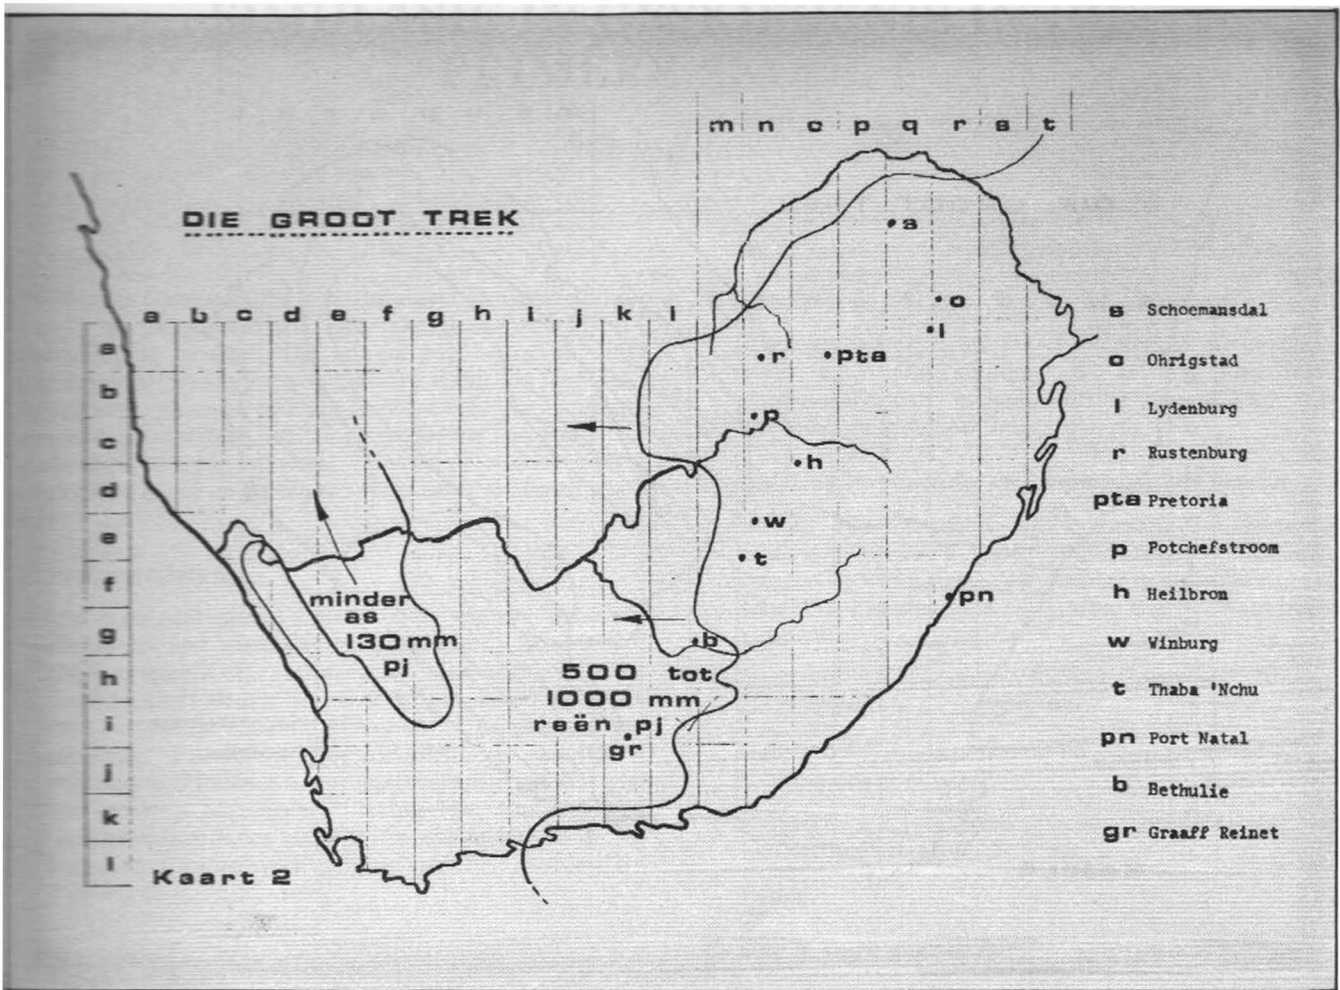 m n o p q r s t
DIE GROOT TREK
a b c d e f g h i j k l
a
b
c
d
e
f
g
h
i
j
k
l
s
o
l
r
pta
p
h
w
t
pn
b
minder
as
130 mm
pj
500 tot
1000 mm
reën pj
gr
Kaart 2
s Schoemansdal
o Ohrigstad
l Lydenburg
r Rustenburg
pta Pretoria
p Potchefstroom
h Heilbron
w Winburg
t Thaba 'Nchu
pn Port Natal
b Bethulie
gr Graaff Reinet